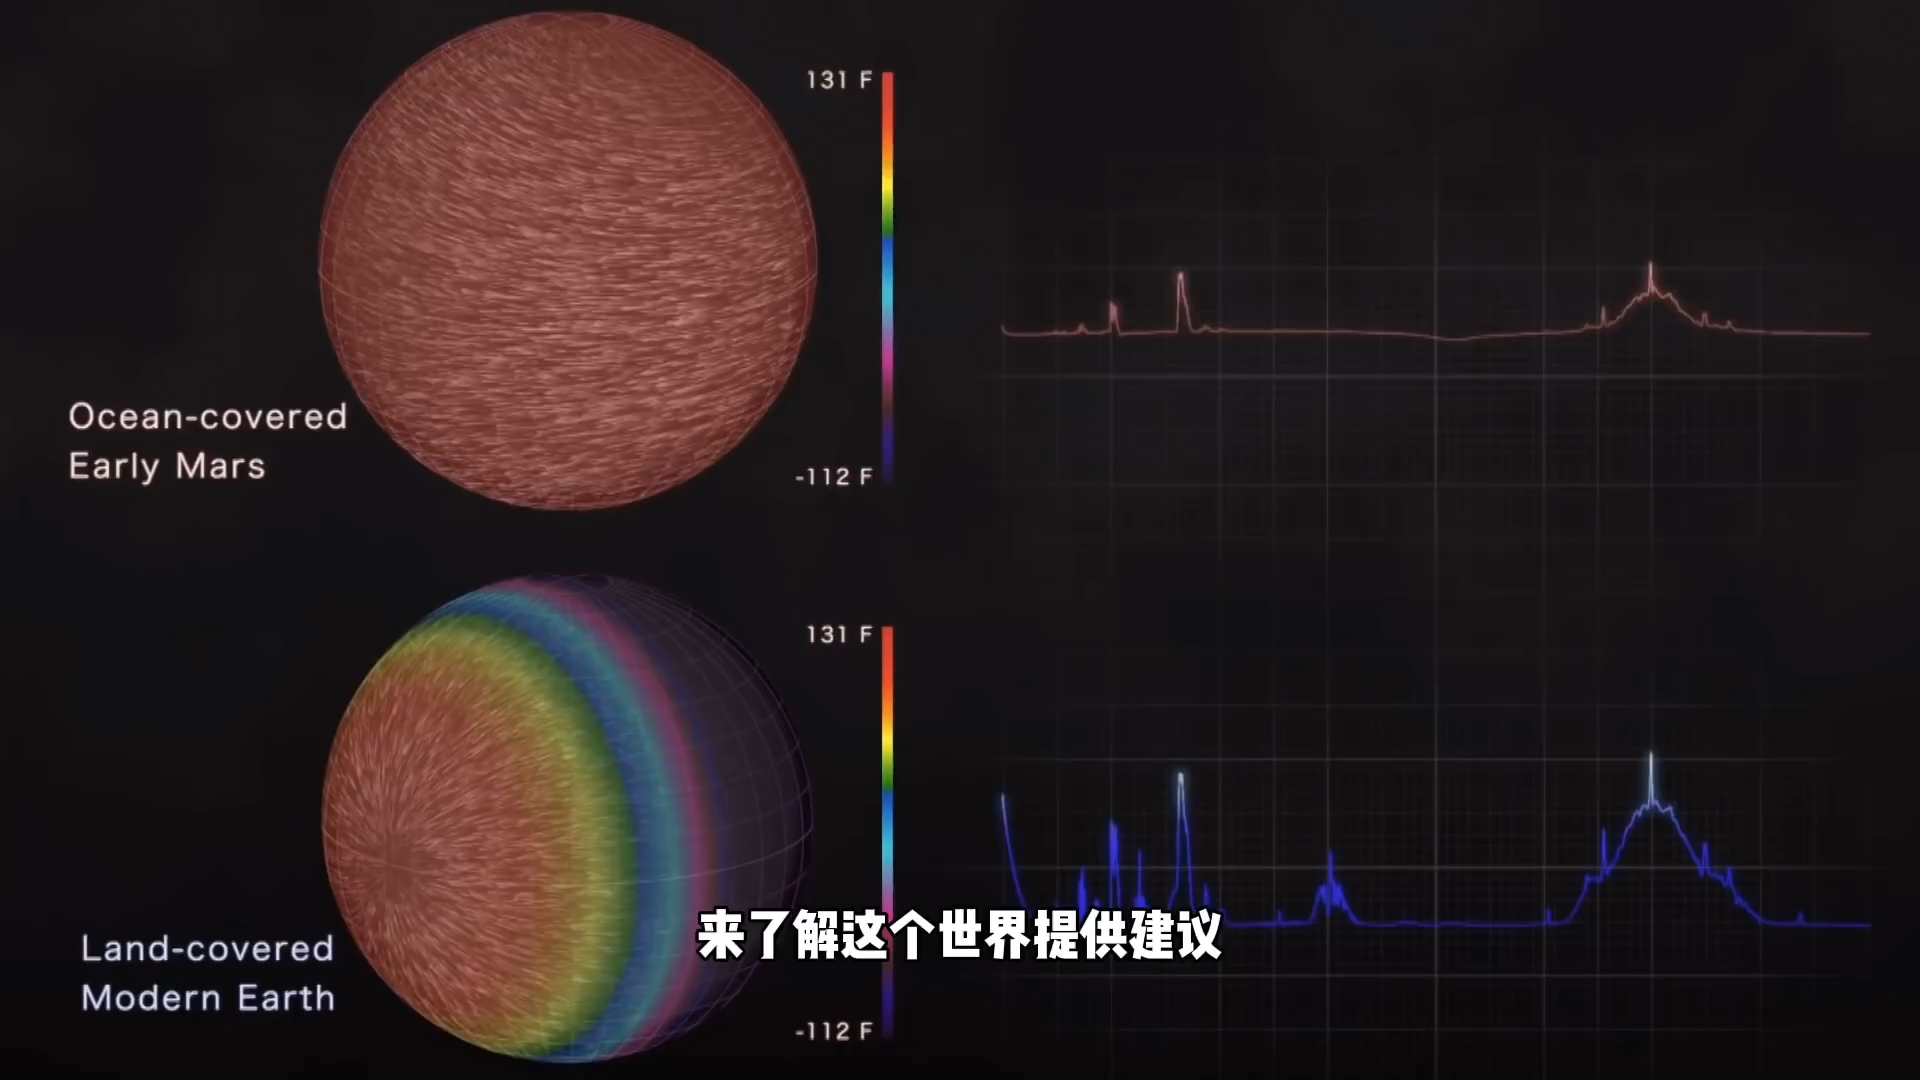 131 F
Ocean-covered
Early Mars
-112 F
131 F
来了解这个世界提供建议
Land-covered
Modern Earth
-112 F